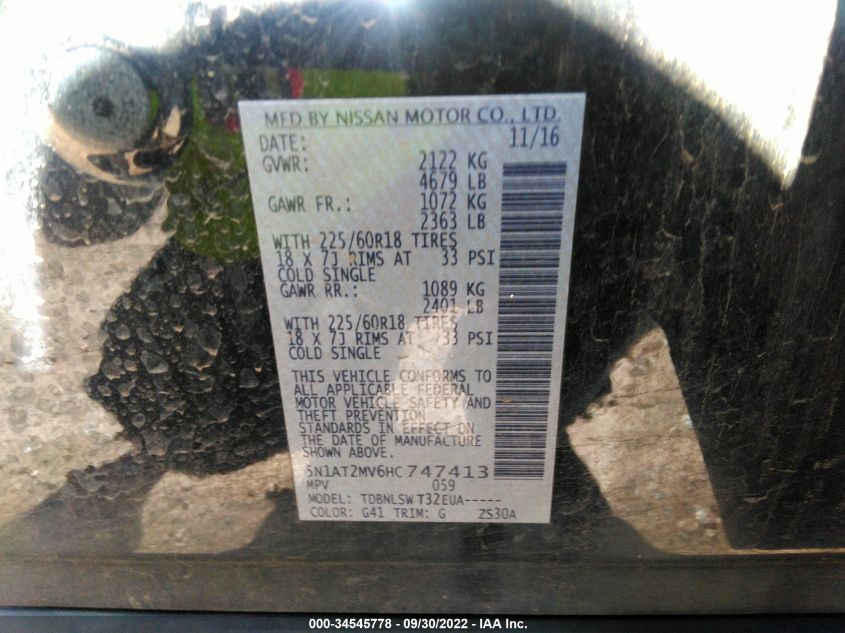 MFD BY NISSAN MOTOR CO., LTD.
DATE: 11/16
GVWR: 2122 KG
4679 LB
GAWR FR.: 1072 KG
2363 LB
WITH 225/60R18 TIRES
18 X 7J RIMS AT 33 PSI
COLD SINGLE
GAWR RR.: 1089 KG
2401 LB
WITH 225/60R18 TIRES
18 X 7J RIMS AT 33 PSI
COLD SINGLE
THIS VEHICLE CONFORMS TO
ALL APPLICABLE FEDERAL
MOTOR VEHICLE SAFETY AND
THEFT PREVENTION
STANDARDS IN EFFECT ON
THE DATE OF MANUFACTURE
SHOWN ABOVE.
5N1AT2MV6HC747413
MPV 059
MODEL: TDBNLSW T32EUA-----
COLOR: G41 TRIM: G ZS30A
000-34545778 - 09/30/2022 - IAA Inc.